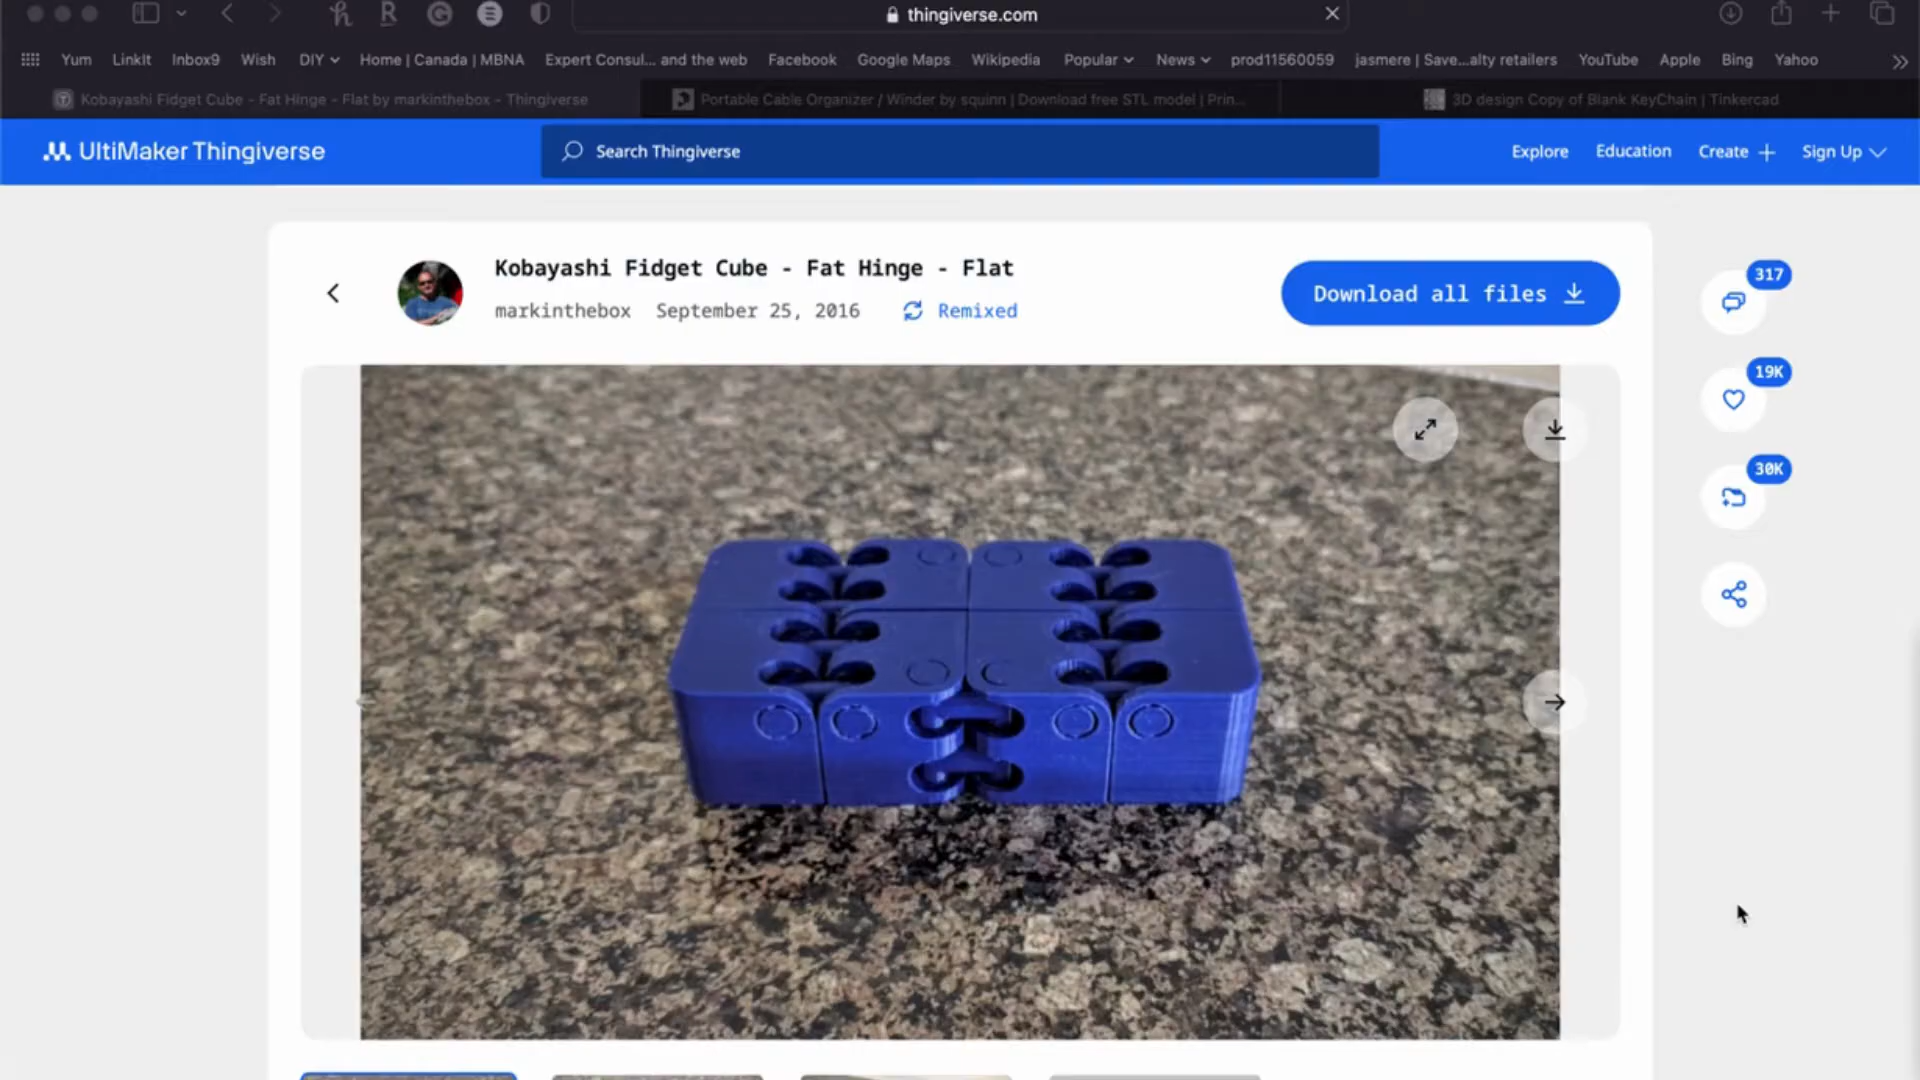 thingiverse.com
Yum LinkIt Inbox9 Wish DIY Home | Canada | MBNA Expert Consul... and the web Facebook Google Maps Wikipedia Popular News prod11560059 jasmere | Save...alty retailers YouTube Apple Bing Yahoo
Kobayashi Fidget Cube - Fat Hinge - Flat by markinthebox - Thingiverse Portable Cable Organizer / Winder by squinn | Download free STL model | Prin... 3D design Copy of Blank KeyChain | Tinkercad
UltiMaker Thingiverse Search Thingiverse Explore Education Create Sign Up
Kobayashi Fidget Cube - Fat Hinge - Flat
markinthebox September 25, 2016 Remixed
Download all files
317
19K
30K